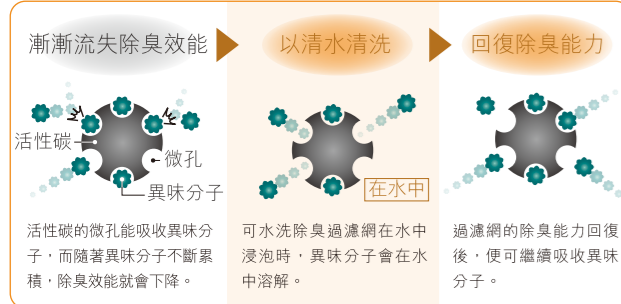 漸漸流失除臭效能
以清水清洗
回復除臭能力
活性碳
微孔
異味分子
在水中
活性碳的微孔能吸收異味分
子，而隨著異味分子不斷累
積，除臭效能就會下降。
可水洗除臭過濾網在水中
浸泡時，異味分子會在水
中溶解。
過濾網的除臭能力回復
後，便可繼續吸收異味
分子。